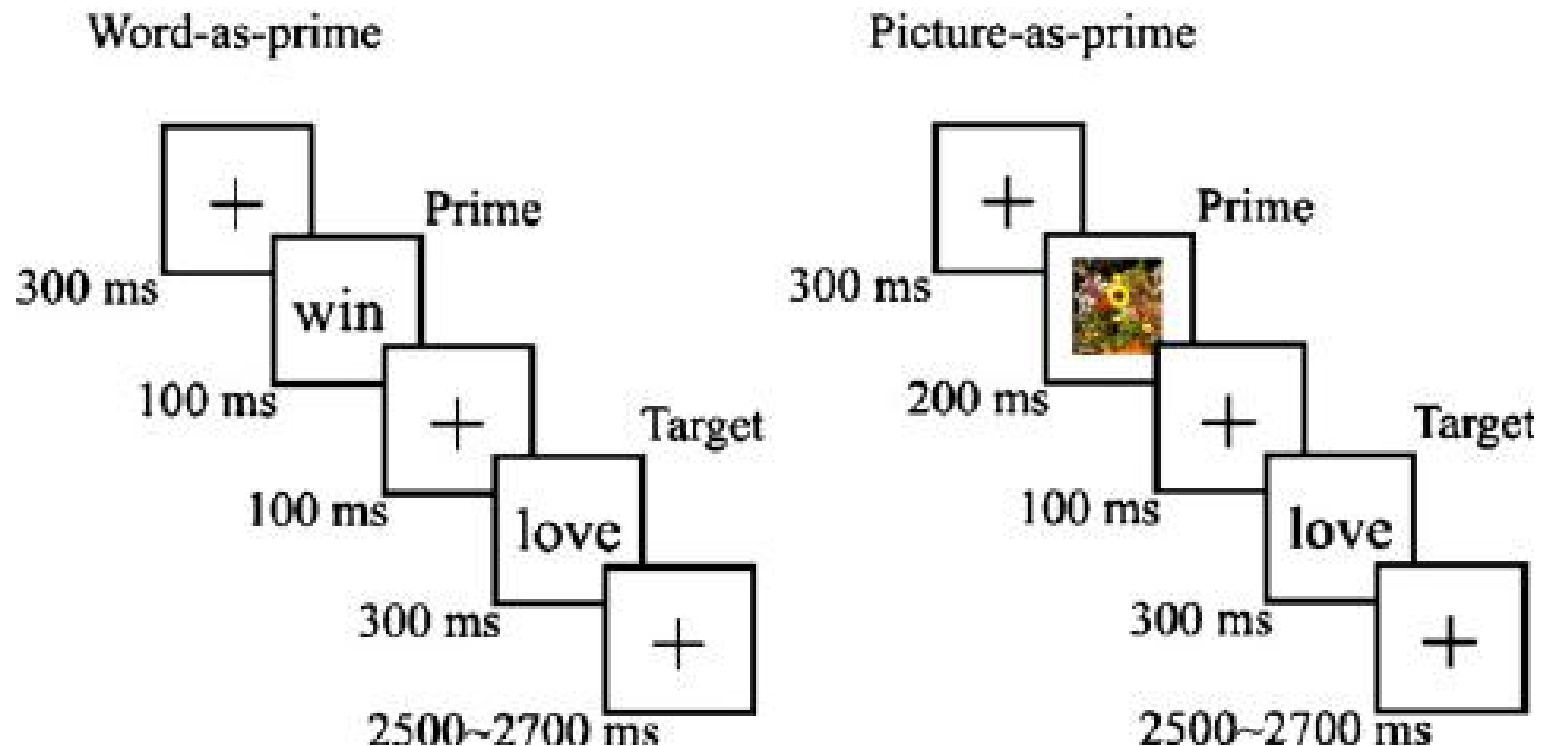 Word-as-prime
+
Prime
300 ms
win
100 ms
+
Target
100 ms
love
300 ms
+
2500~2700 ms
Picture-as-prime
+
Prime
300 ms
200 ms
+
Target
100 ms
love
300 ms
+
2500~2700 ms